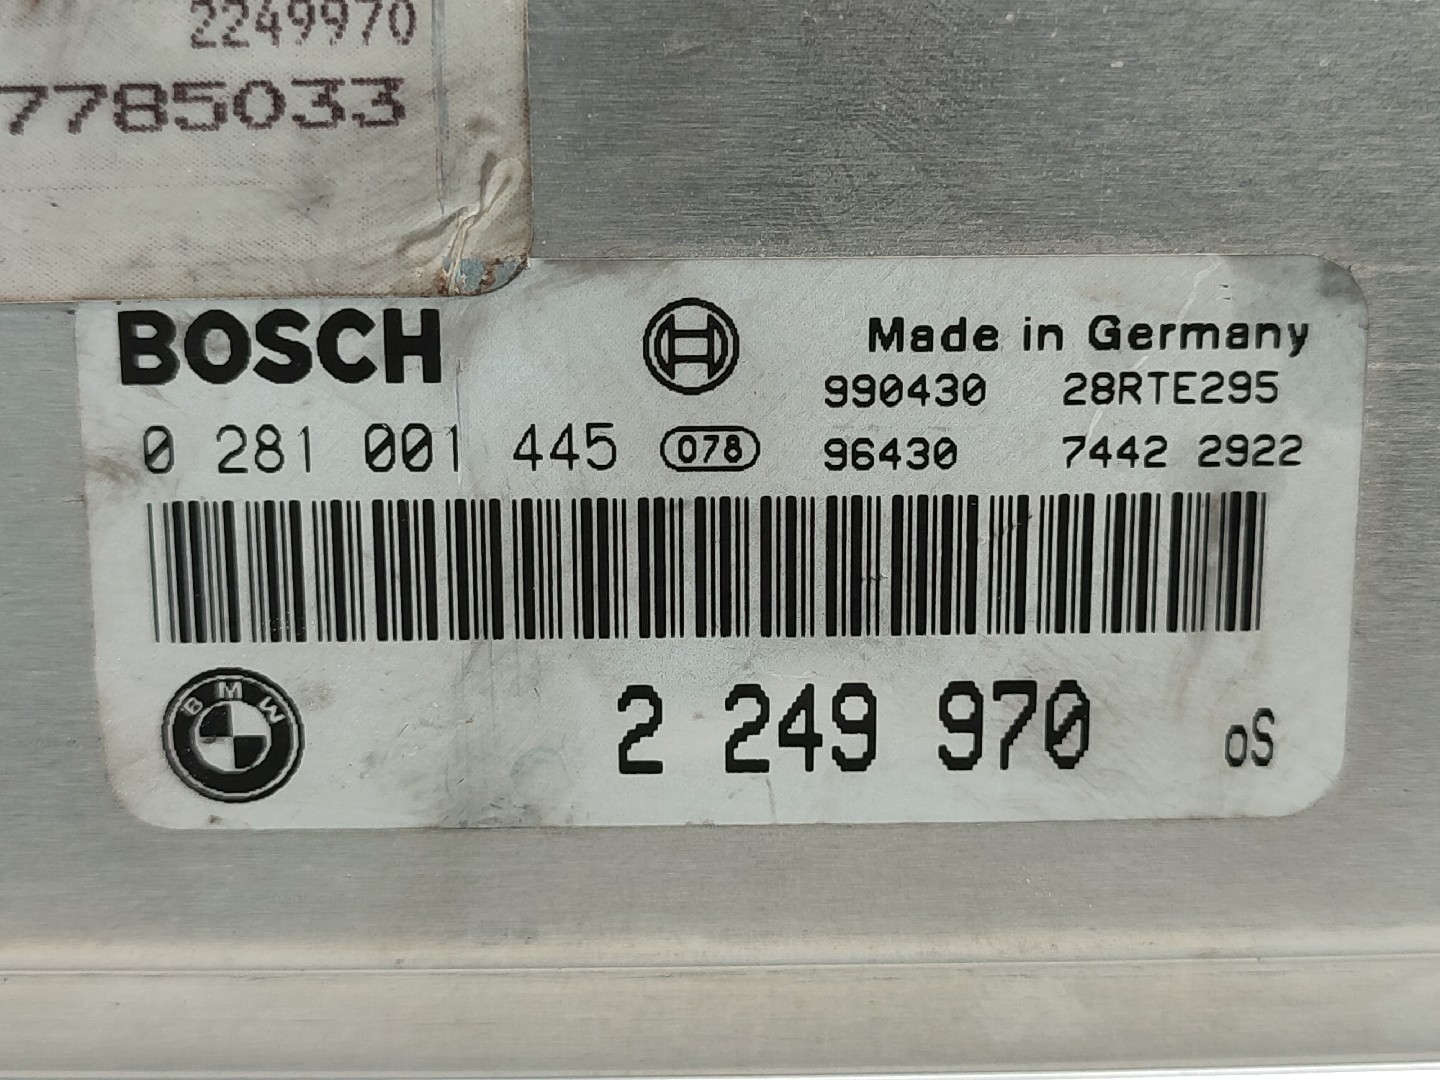 2249970
7785033
BOSCH
Made in Germany
990430 28RTE295
0 281 001 445 078 96430 7442 2922
BMW
2 249 970 oS